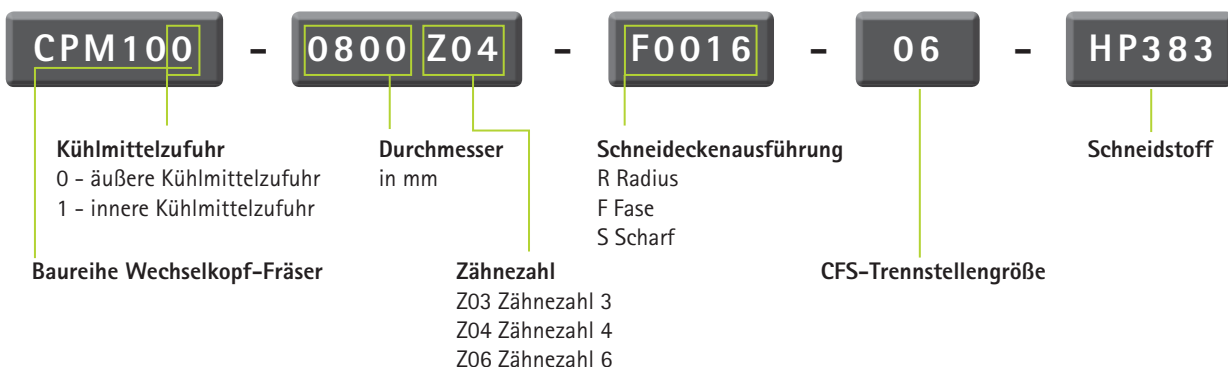 CPM100 - 0800 Z04 - F0016 - 06 - HP383
Kühlmittelzufuhr
0 - äußere Kühlmittelzufuhr
1 - innere Kühlmittelzufuhr
Durchmesser
in mm
Schneideckenausführung
R Radius
F Fase
S Scharf
Schneidstoff
Baureihe Wechselkopf-Fräser
Zähnezahl
Z03 Zähnezahl 3
Z04 Zähnezahl 4
Z06 Zähnezahl 6
CFS-Trennstellengröße